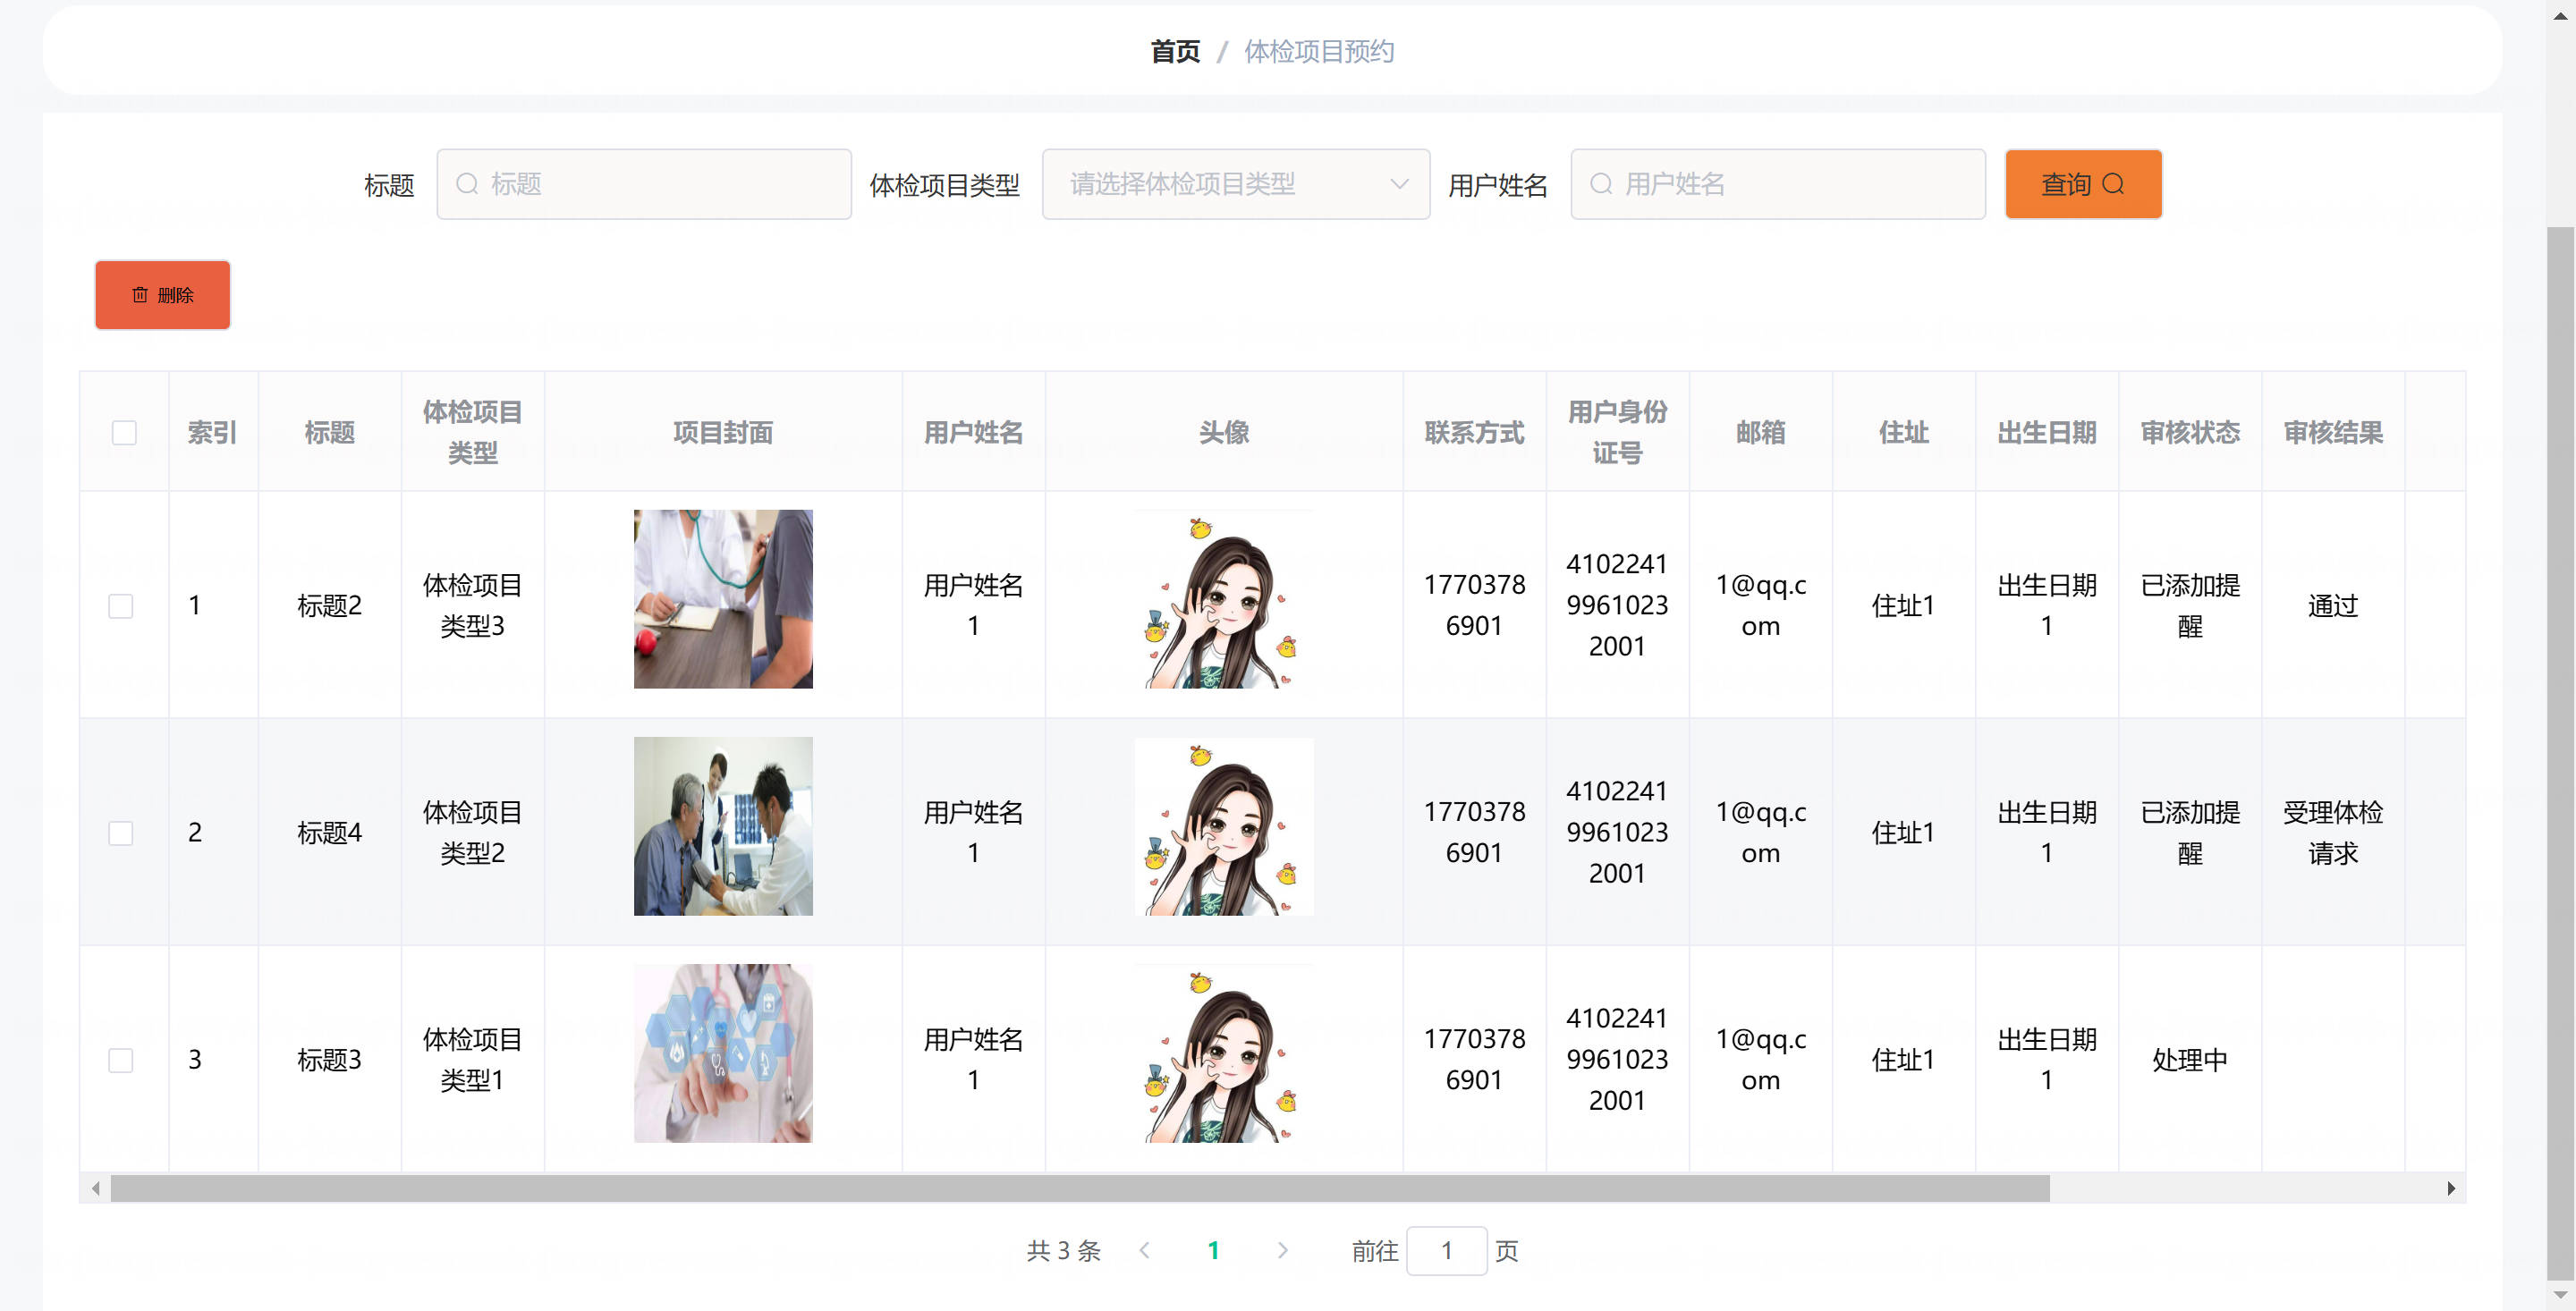 首页 / 体检项目预约
标题 标题 体检项目类型 请选择体检项目类型 用户姓名 用户姓名 查询
删除
索引 标题 体检项目类型 项目封面 用户姓名 头像 联系方式 用户身份证号 邮箱 住址 出生日期 审核状态 审核结果
1 标题2 体检项目类型3 用户姓名1 17703786901 410224199610232001 1@qq.com 住址1 出生日期1 已添加提醒 通过
2 标题4 体检项目类型2 用户姓名1 17703786901 410224199610232001 1@qq.com 住址1 出生日期1 已添加提醒 受理体检请求
3 标题3 体检项目类型1 用户姓名1 17703786901 410224199610232001 1@qq.com 住址1 出生日期1 处理中
共 3 条 1 前往 1 页